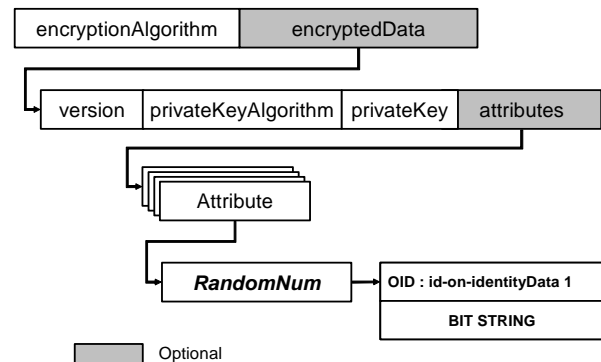 encryptionAlgorithm encryptedData
version privateKeyAlgorithm privateKey attributes
Attribute
RandomNum
OID : id-on-identityData 1
BIT STRING
Optional